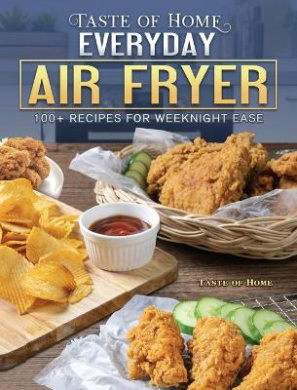 Taste of Home
EVERYDAY
AIR FRYER
100+ RECIPES FOR WEEKNIGHT EASE
Taste of Home